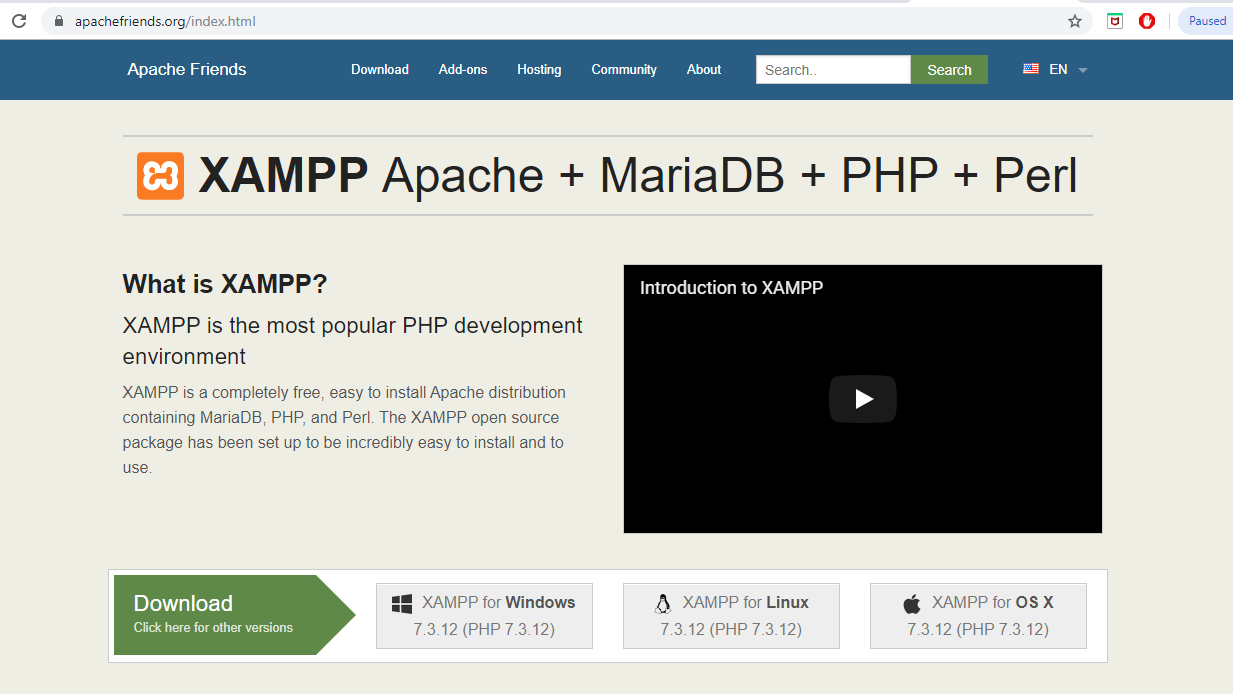 apachefriends.org/index.html
Paused
Apache Friends
Download
Add-ons
Hosting
Community
About
Search..
Search
EN
XAMPP Apache + MariaDB + PHP + Perl
What is XAMPP?
XAMPP is the most popular PHP development
environment
XAMPP is a completely free, easy to install Apache distribution
containing MariaDB, PHP, and Perl. The XAMPP open source
package has been set up to be incredibly easy to install and to
use.
Introduction to XAMPP
Download
Click here for other versions
XAMPP for Windows
7.3.12 (PHP 7.3.12)
XAMPP for Linux
7.3.12 (PHP 7.3.12)
XAMPP for OS X
7.3.12 (PHP 7.3.12)